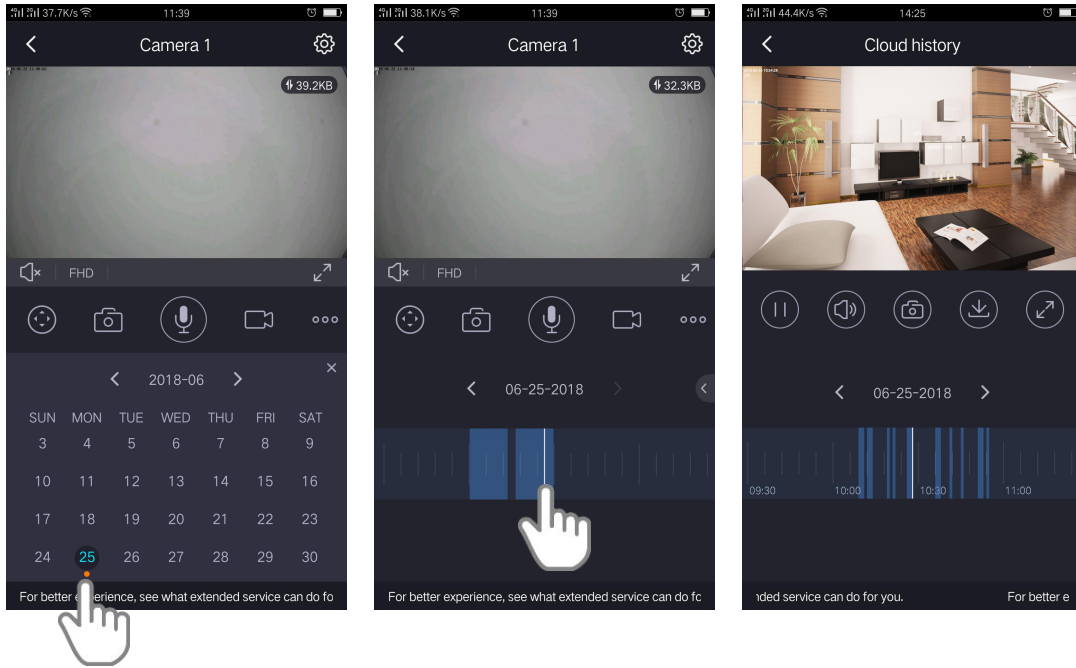 37.7K/s 11:39
Camera 1
39.2KB
FHD
2018-06
SUN MON TUE WED THU FRI SAT
3 4 5 6 7 8 9
10 11 12 13 14 15 16
17 18 19 20 21 22 23
24 25 26 27 28 29 30
For better experience, see what extended service can do fo
38.1K/s 11:39
Camera 1
32.3KB
FHD
06-25-2018
For better experience, see what extended service can do fo
44.4K/s 14:25
Cloud history
06-25-2018
09:30 10:00 10:30 11:00
nded service can do for you. For better e